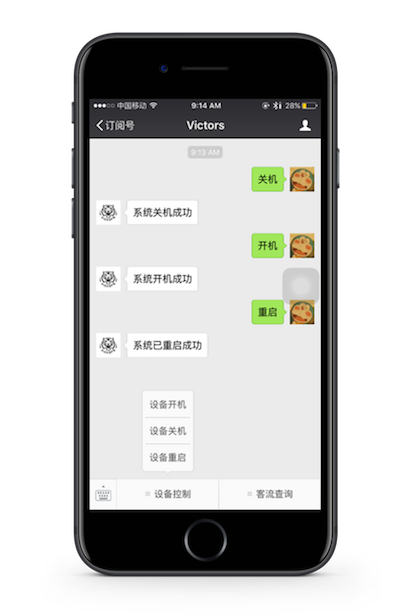 中国移动
9:14 AM
28%
订阅号
Victors
9:13 AM
关机
系统关机成功
开机
系统开机成功
重启
系统已重启成功
设备开机
设备关机
设备重启
设备控制
客流查询